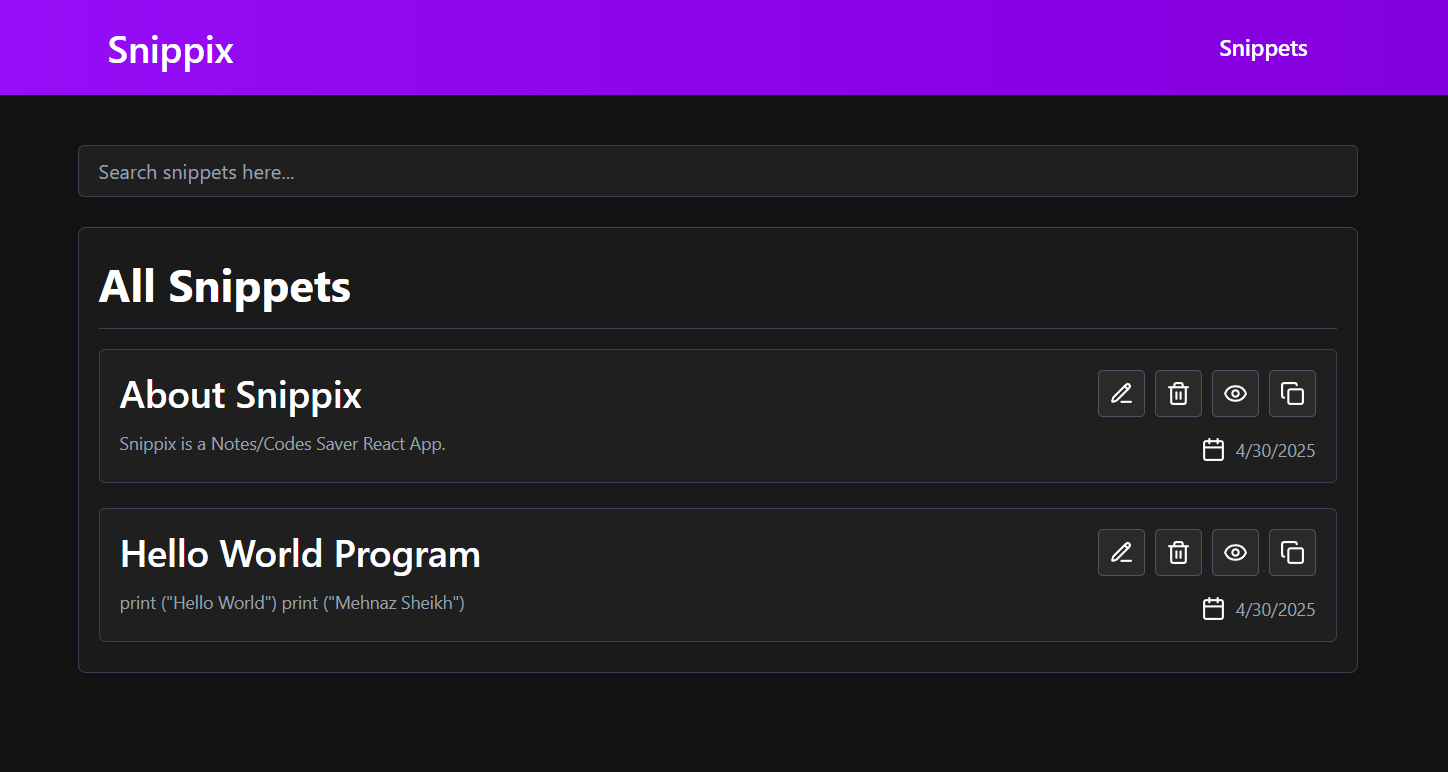 Snippix
Snippets
Search snippets here...
All Snippets
About Snippix
Snippix is a Notes/Codes Saver React App.
4/30/2025
Hello World Program
print ("Hello World") print ("Mehnaz Sheikh")
4/30/2025